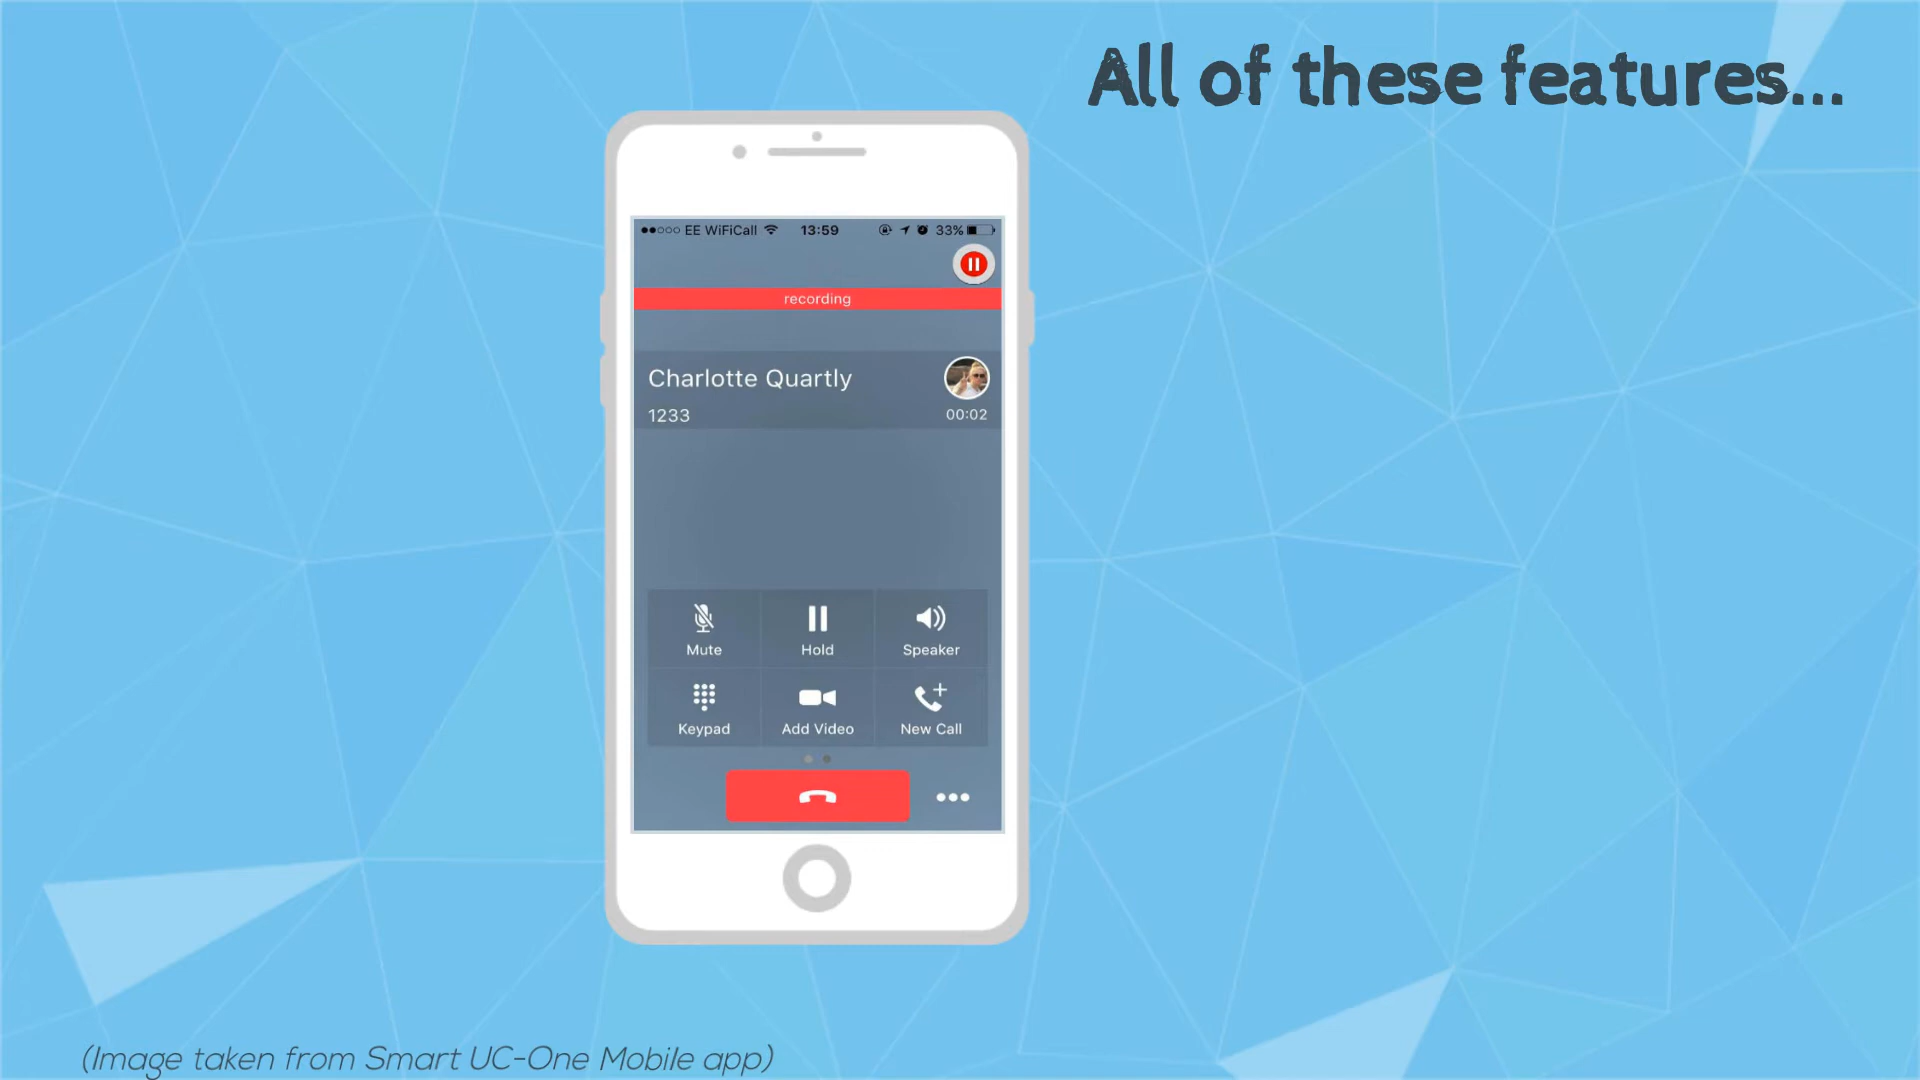 All of these features...
EE WiFiCall 13:59 33%
recording
Charlotte Quartly
1233 00:02
Mute Hold Speaker
Keypad Add Video New Call
(Image taken from Smart UC-One Mobile app)